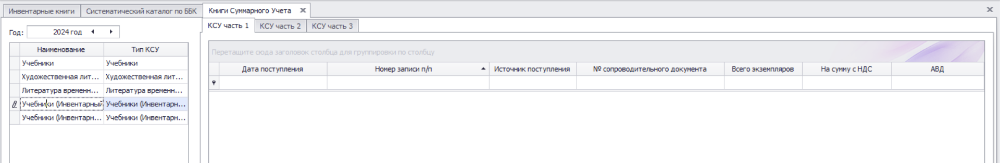 Инвентарные книги Систематический каталог по ББК Книги Суммарного Учета
КСУ часть 1 КСУ часть 2 КСУ часть 3
Год: 2024 год
Наименование Тип КСУ
Учебники Учебники
Художественная лит... Художественная лит...
Литература временн... Литература временн...
Учебники (Инвентарный Учебники (Инвентарн...
Учебники (Инвентарн... Учебники (Инвентарн...
Перетащите сюда заголовок столбца для группировки по столбцу
Дата поступления Номер записи п/п Источник поступления № сопроводительного документа Всего экземпляров На сумму с НДС АВД